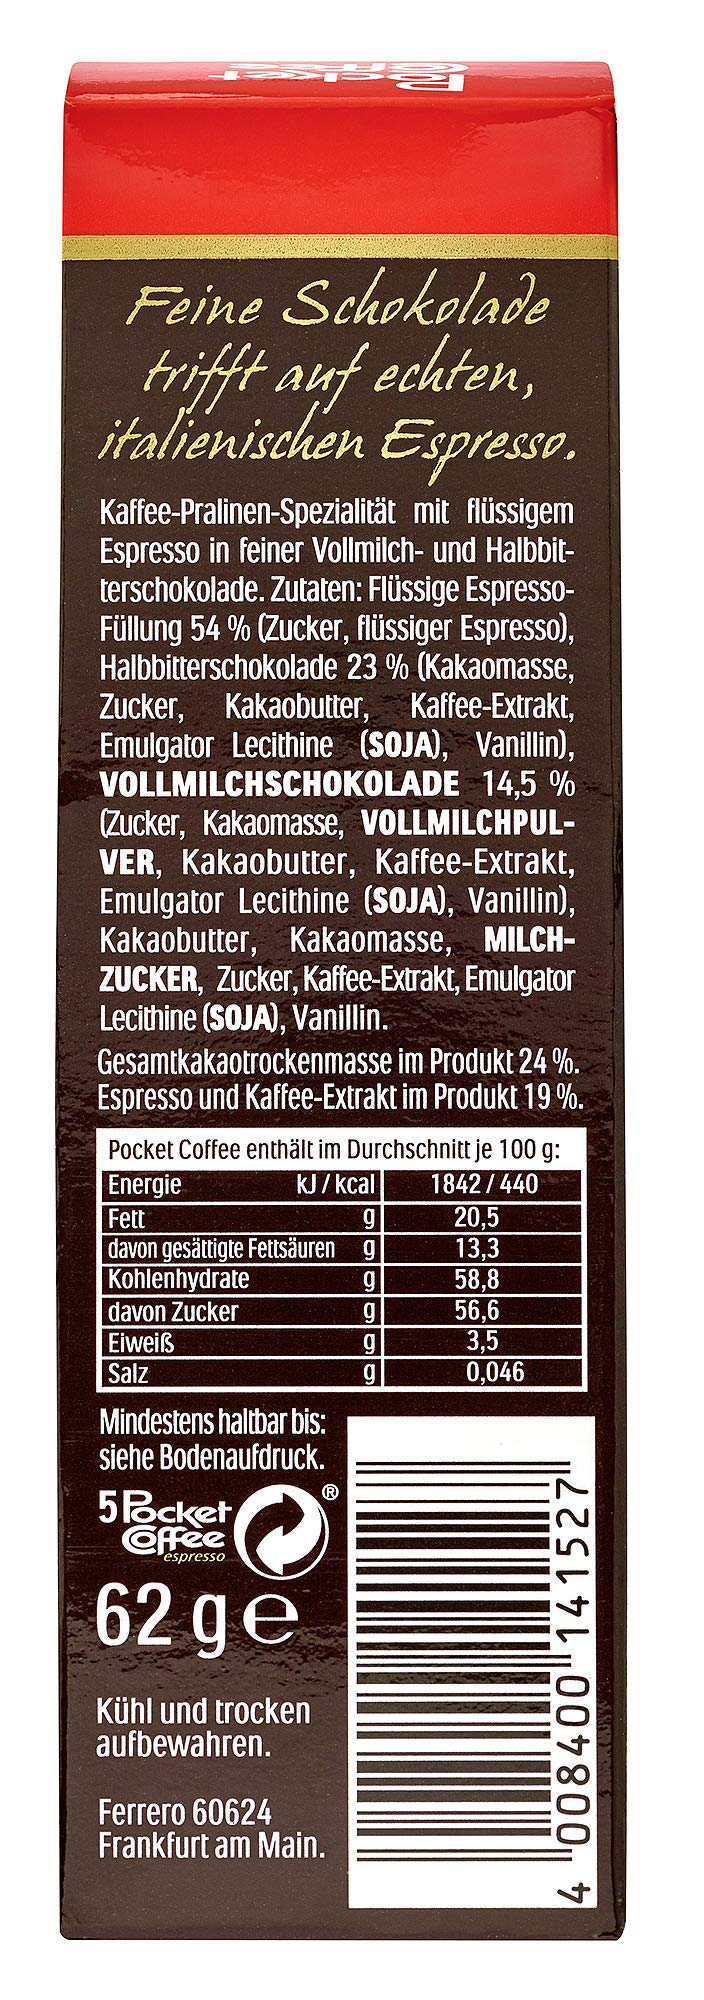 Pocket
Coffee
Feine Schokolade
trifft auf echten,
italienischen Espresso.
Kaffee-Pralinen-Spezialität mit flüssigem
Espresso in feiner Vollmilch- und Halbbit-
terschokolade. Zutaten: Flüssige Espresso-
Füllung 54 % (Zucker, flüssiger Espresso),
Halbbitterschokolade 23 % (Kakaomasse,
Zucker, Kakaobutter, Kaffee-Extrakt,
Emulgator Lecithine (SOJA), Vanillin),
VOLLMILCHSCHOKOLADE 14,5 %
(Zucker, Kakaomasse, VOLLMILCHPUL-
VER, Kakaobutter, Kaffee-Extrakt,
Emulgator Lecithine (SOJA), Vanillin),
Kakaobutter, Kakaomasse, MILCH-
ZUCKER, Zucker, Kaffee-Extrakt, Emulgator
Lecithine (SOJA), Vanillin.
Gesamtkakaotrockenmasse im Produkt 24 %.
Espresso und Kaffee-Extrakt im Produkt 19 %.
Pocket Coffee enthält im Durchschnitt je 100 g:
Energie kJ / kcal 1842 / 440
Fett g 20,5
davon gesättigte Fettsäuren g 13,3
Kohlenhydrate g 58,8
davon Zucker g 56,6
Eiweiß g 3,5
Salz g 0,046
Mindestens haltbar bis:
siehe Bodenaufdruck.
5 Pocket
Coffee
espresso
®
62 g e
Kühl und trocken
aufbewahren.
Ferrero 60624
Frankfurt am Main.
4 008400 141527